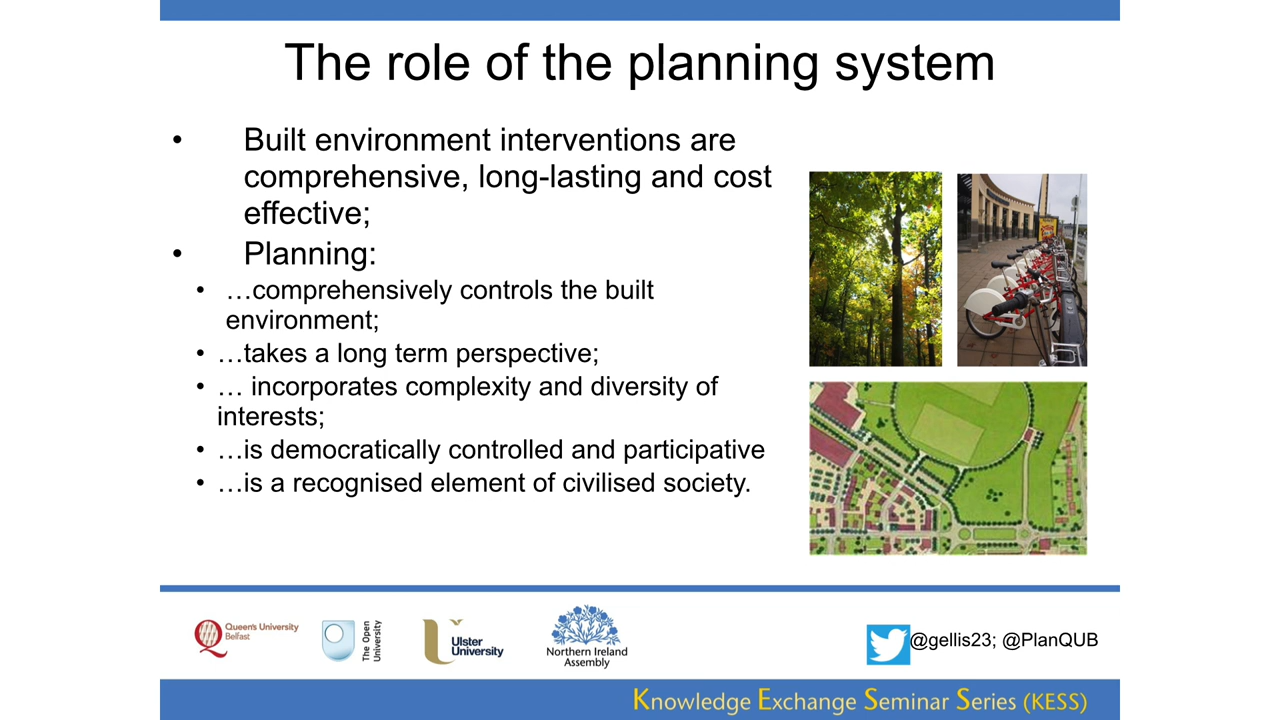 The role of the planning system
• Built environment interventions are
comprehensive, long-lasting and cost
effective;
• Planning:
• …comprehensively controls the built
environment;
• …takes a long term perspective;
• … incorporates complexity and diversity of
interests;
• …is democratically controlled and participative
• …is a recognised element of civilised society.
Queen's University
Belfast
The Open
University
Ulster
University
Northern Ireland
Assembly
@gellis23; @PlanQUB
Knowledge Exchange Seminar Series (KESS)